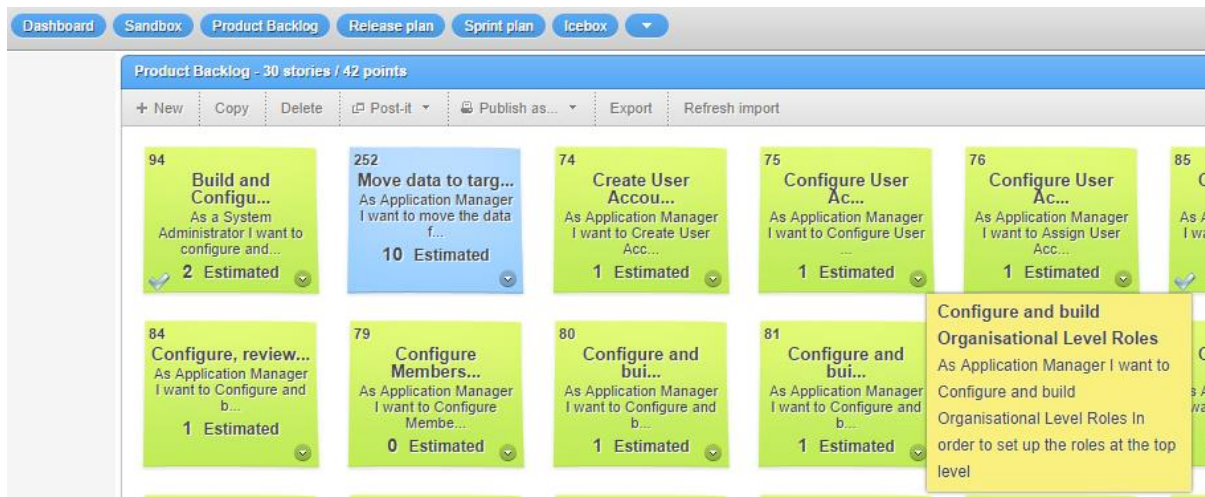 Dashboard
Sandbox
Product Backlog
Release plan
Sprint plan
Icebox
Product Backlog - 30 stories / 42 points
+ New
Copy
Delete
Post-it
Publish as...
Export
Refresh import
94
Build and
Configu...
As a System
Administrator I want to
configure and...
2 Estimated
252
Move data to targ...
As Application Manager
I want to move the data
f...
10 Estimated
74
Create User
Accou...
As Application Manager
I want to Create User
Acc...
1 Estimated
75
Configure User
Ac...
As Application Manager
I want to Configure User
...
1 Estimated
76
Configure User
Ac...
As Application Manager
I want to Assign User
Acc...
1 Estimated
85
84
Configure, review...
As Application Manager
I want to Configure and
b...
1 Estimated
79
Configure
Members...
As Application Manager
I want to Configure
Membe...
0 Estimated
80
Configure and
bui...
As Application Manager
I want to Configure and
b...
1 Estimated
81
Configure and
bui...
As Application Manager
I want to Configure and
b...
1 Estimated
Configure and build
Organisational Level Roles
As Application Manager I want to
Configure and build
Organisational Level Roles In
order to set up the roles at the top
level